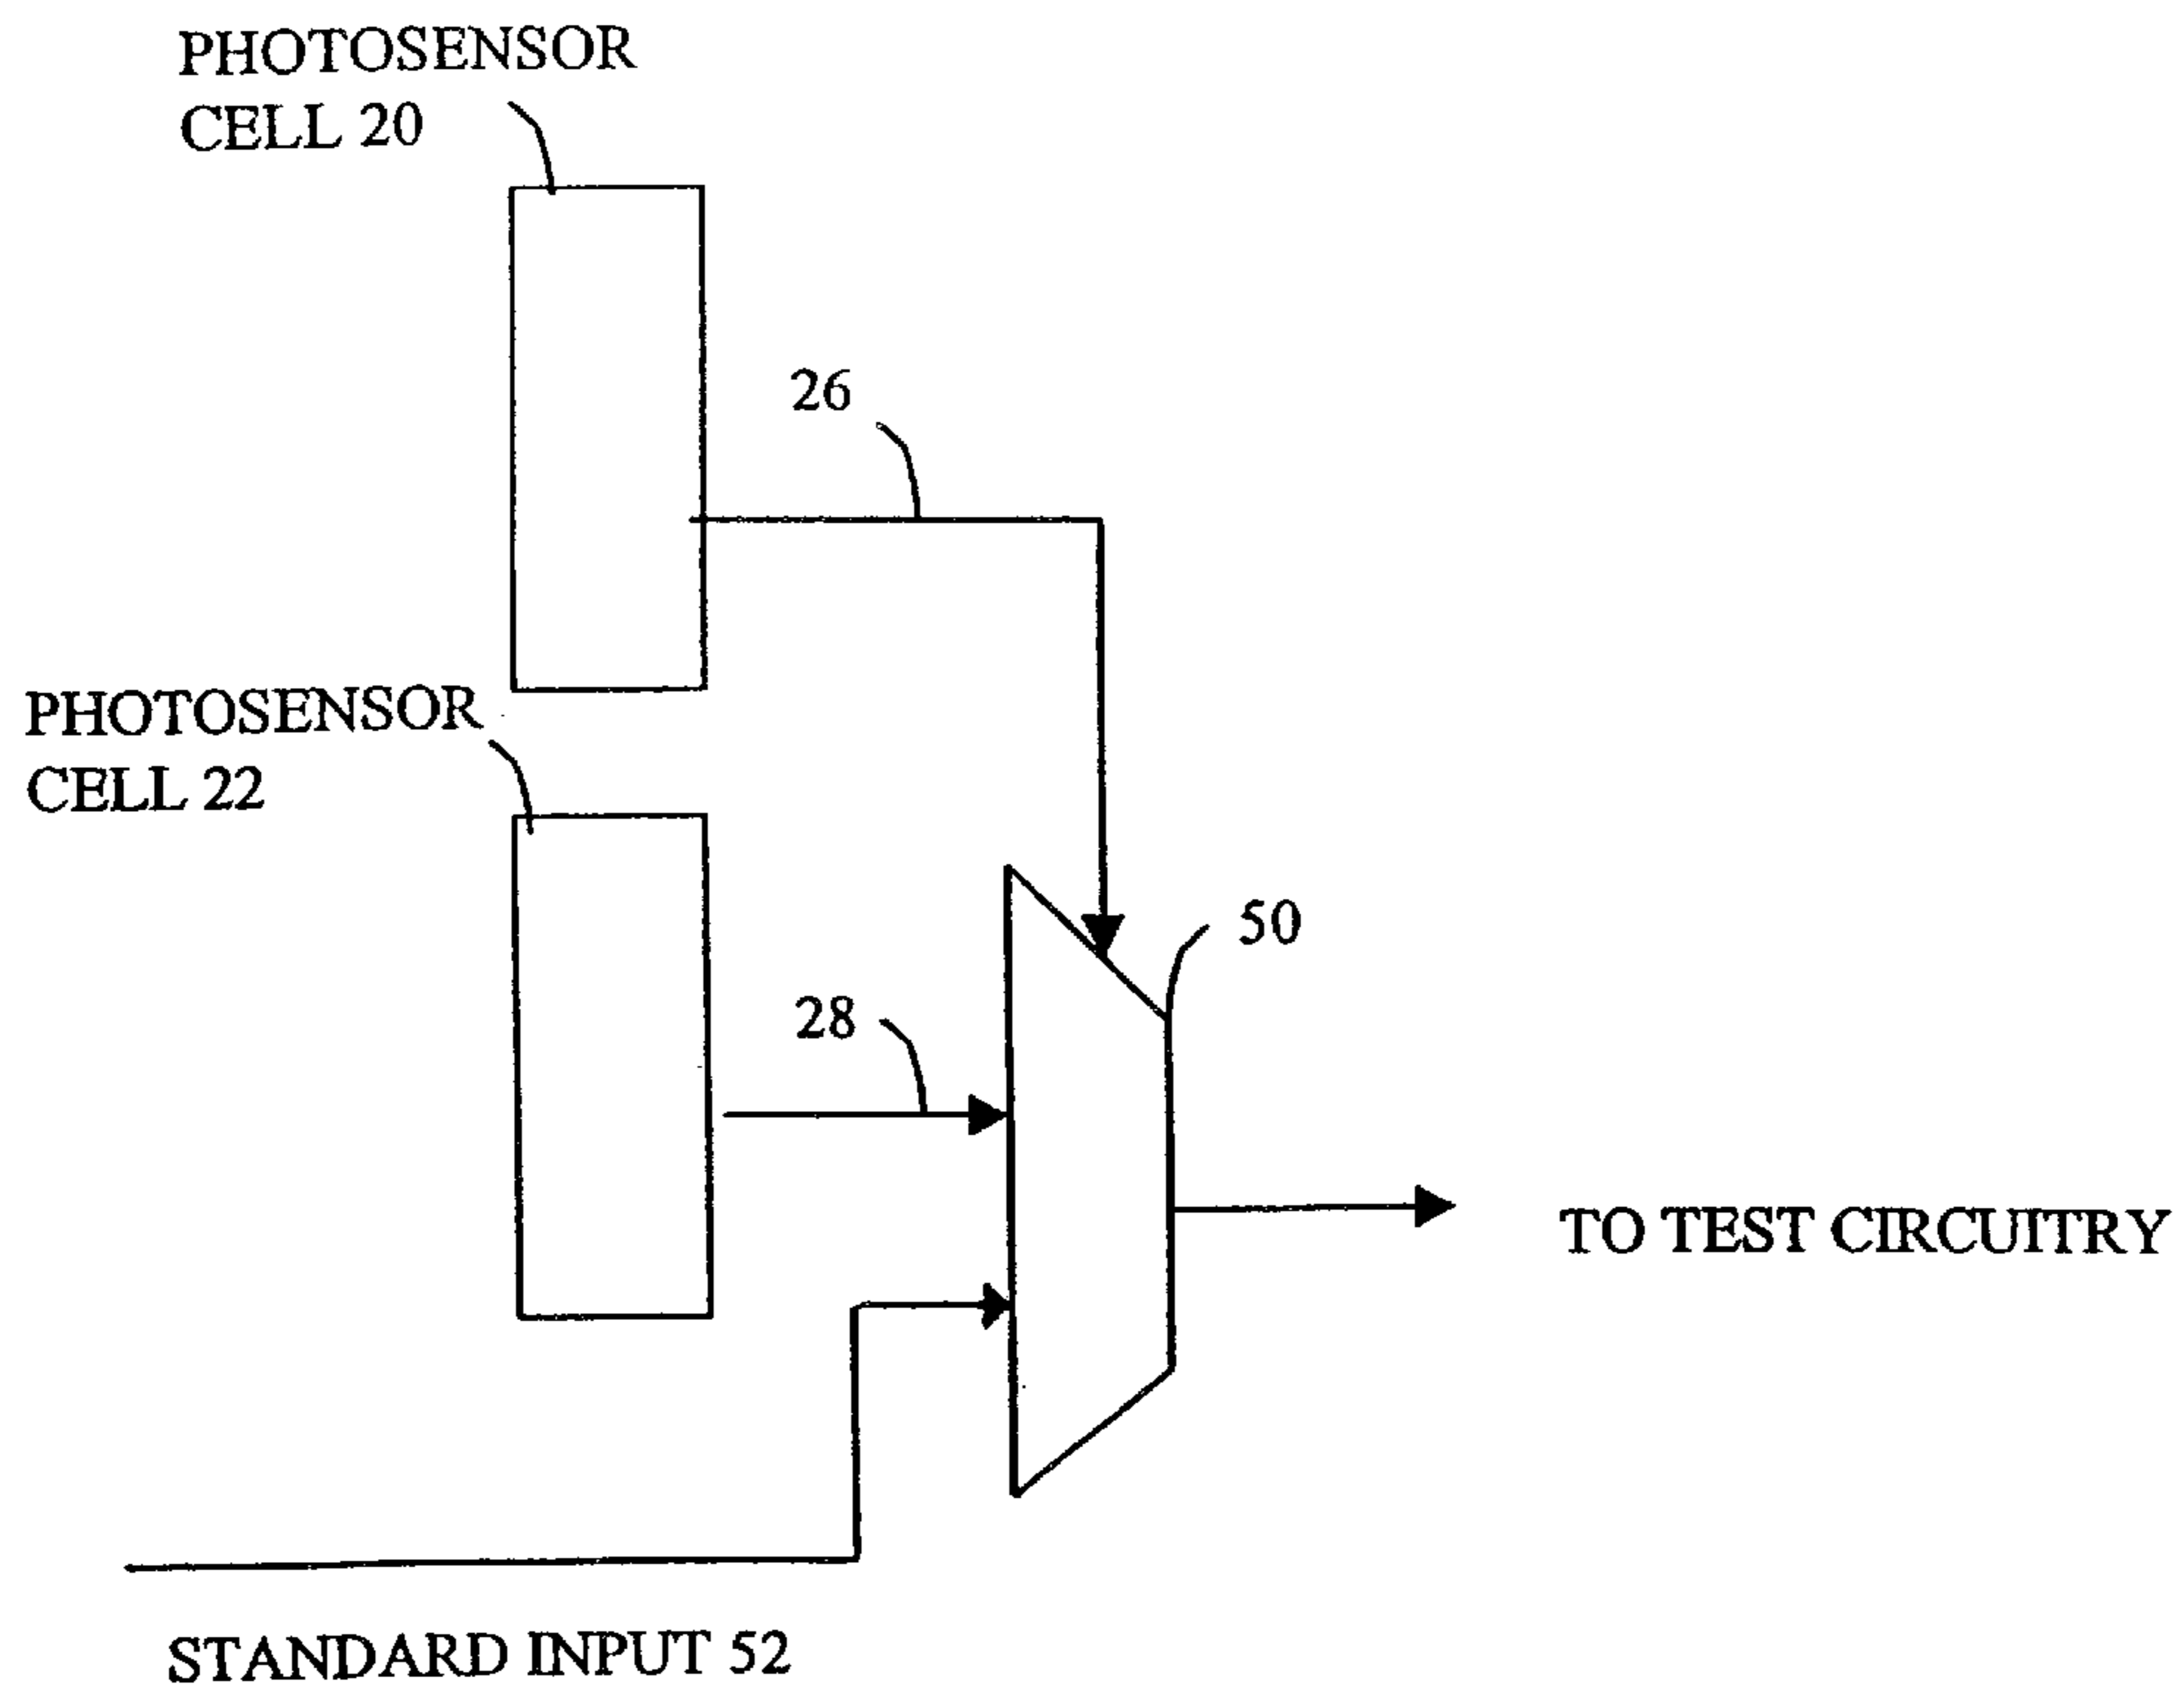 PHOTOSENSOR
CELL 20
26
PHOTOSENSOR
CELL 22
50
28
TO TEST CIRCUITRY
STANDARD INPUT 52